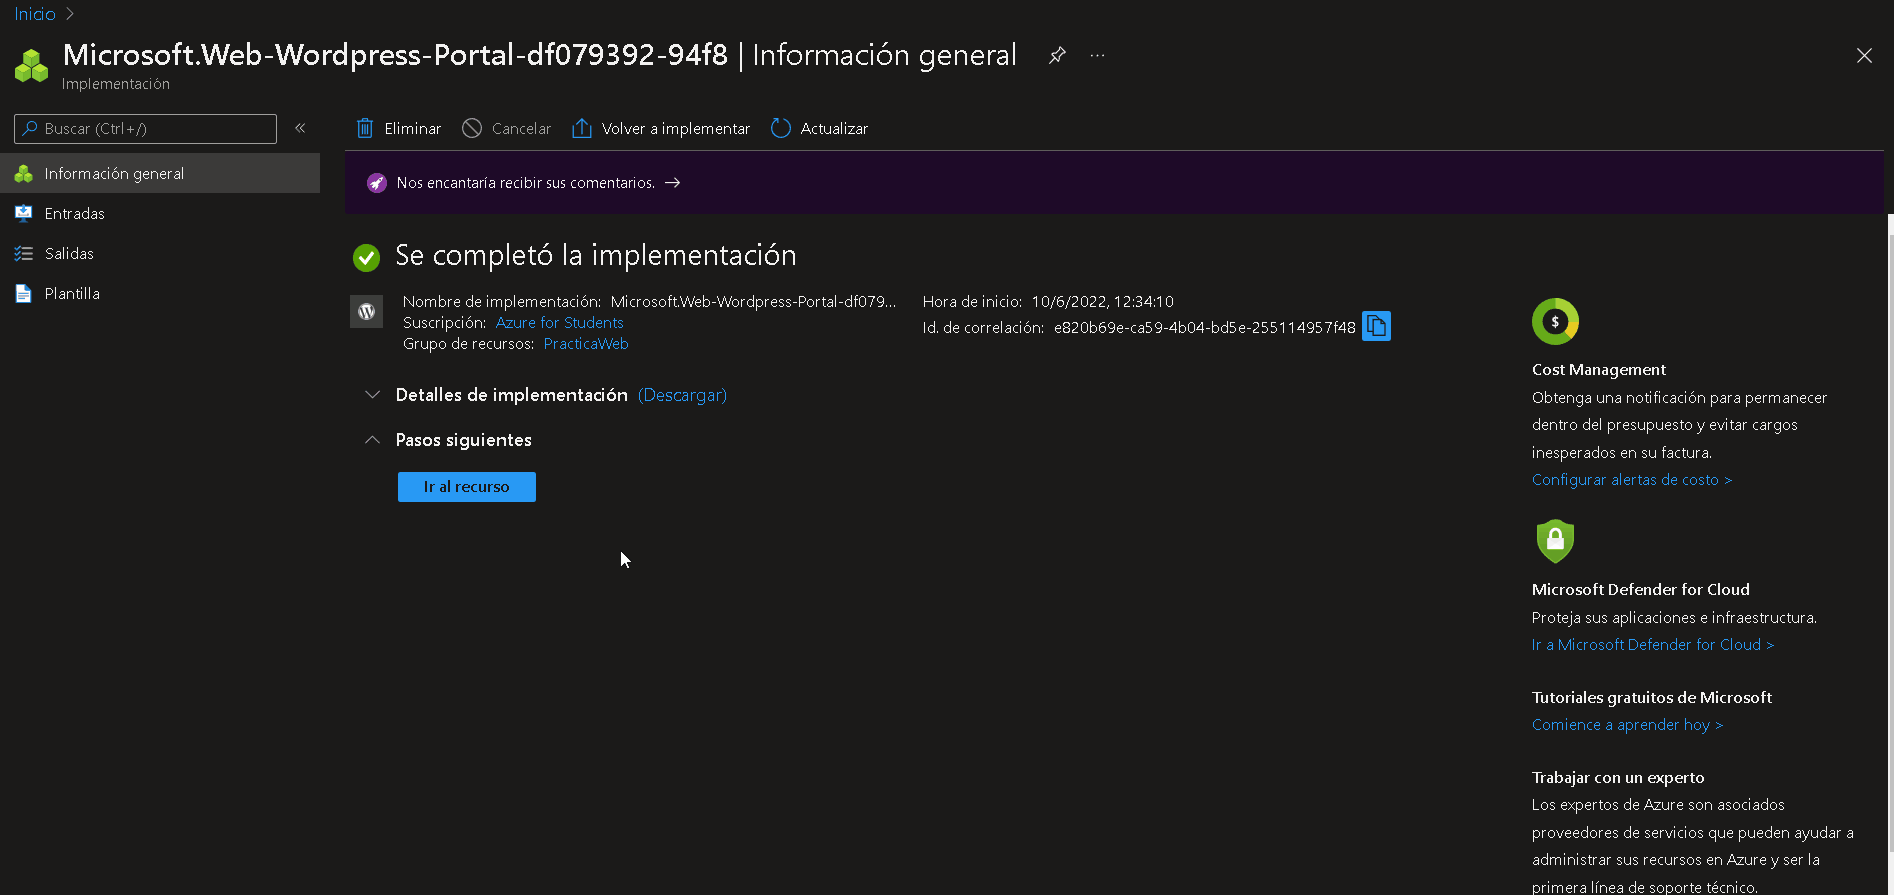 Inicio
Microsoft.Web-Wordpress-Portal-df079392-94f8 | Información general
Implementación
Buscar (Ctrl+/)
Información general
Entradas
Salidas
Plantilla
Eliminar Cancelar Volver a implementar Actualizar
Nos encantaría recibir sus comentarios.
Se completó la implementación
Nombre de implementación: Microsoft.Web-Wordpress-Portal-df079...
Suscripción: Azure for Students
Grupo de recursos: PracticaWeb
Hora de inicio: 10/6/2022, 12:34:10
Id. de correlación: e820b69e-ca59-4b04-bd5e-255114957f48
Detalles de implementación (Descargar)
Pasos siguientes
Ir al recurso
Cost Management
Obtenga una notificación para permanecer
dentro del presupuesto y evitar cargos
inesperados en su factura.
Configurar alertas de costo >
Microsoft Defender for Cloud
Proteja sus aplicaciones e infraestructura.
Ir a Microsoft Defender for Cloud >
Tutoriales gratuitos de Microsoft
Comience a aprender hoy >
Trabajar con un experto
Los expertos de Azure son asociados
proveedores de servicios que pueden ayudar a
administrar sus recursos en Azure y ser la
primera línea de soporte técnico.